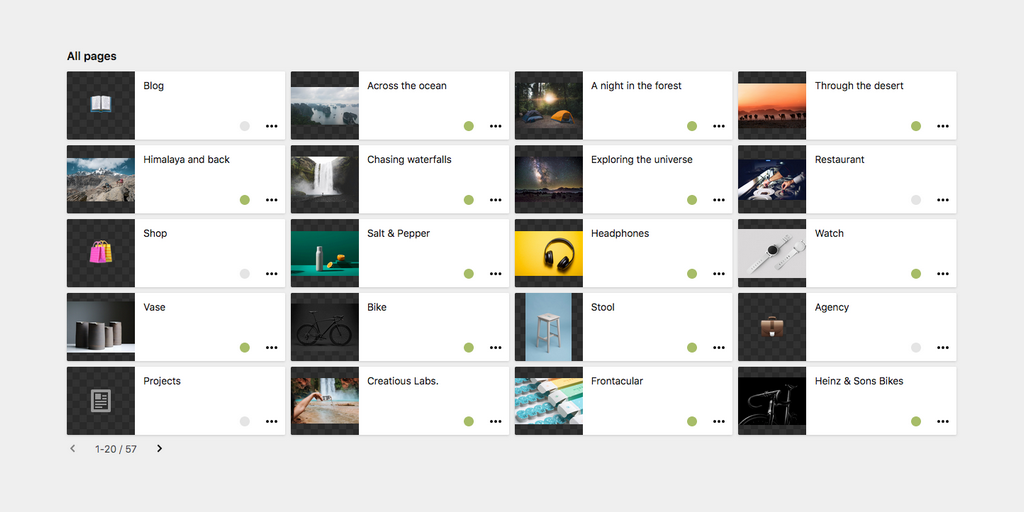 All pages
Blog
Across the ocean
A night in the forest
Through the desert
Himalaya and back
Chasing waterfalls
Exploring the universe
Restaurant
Shop
Salt & Pepper
Headphones
Watch
Vase
Bike
Stool
Agency
Projects
Creatious Labs.
Frontacular
Heinz & Sons Bikes
1-20 / 57